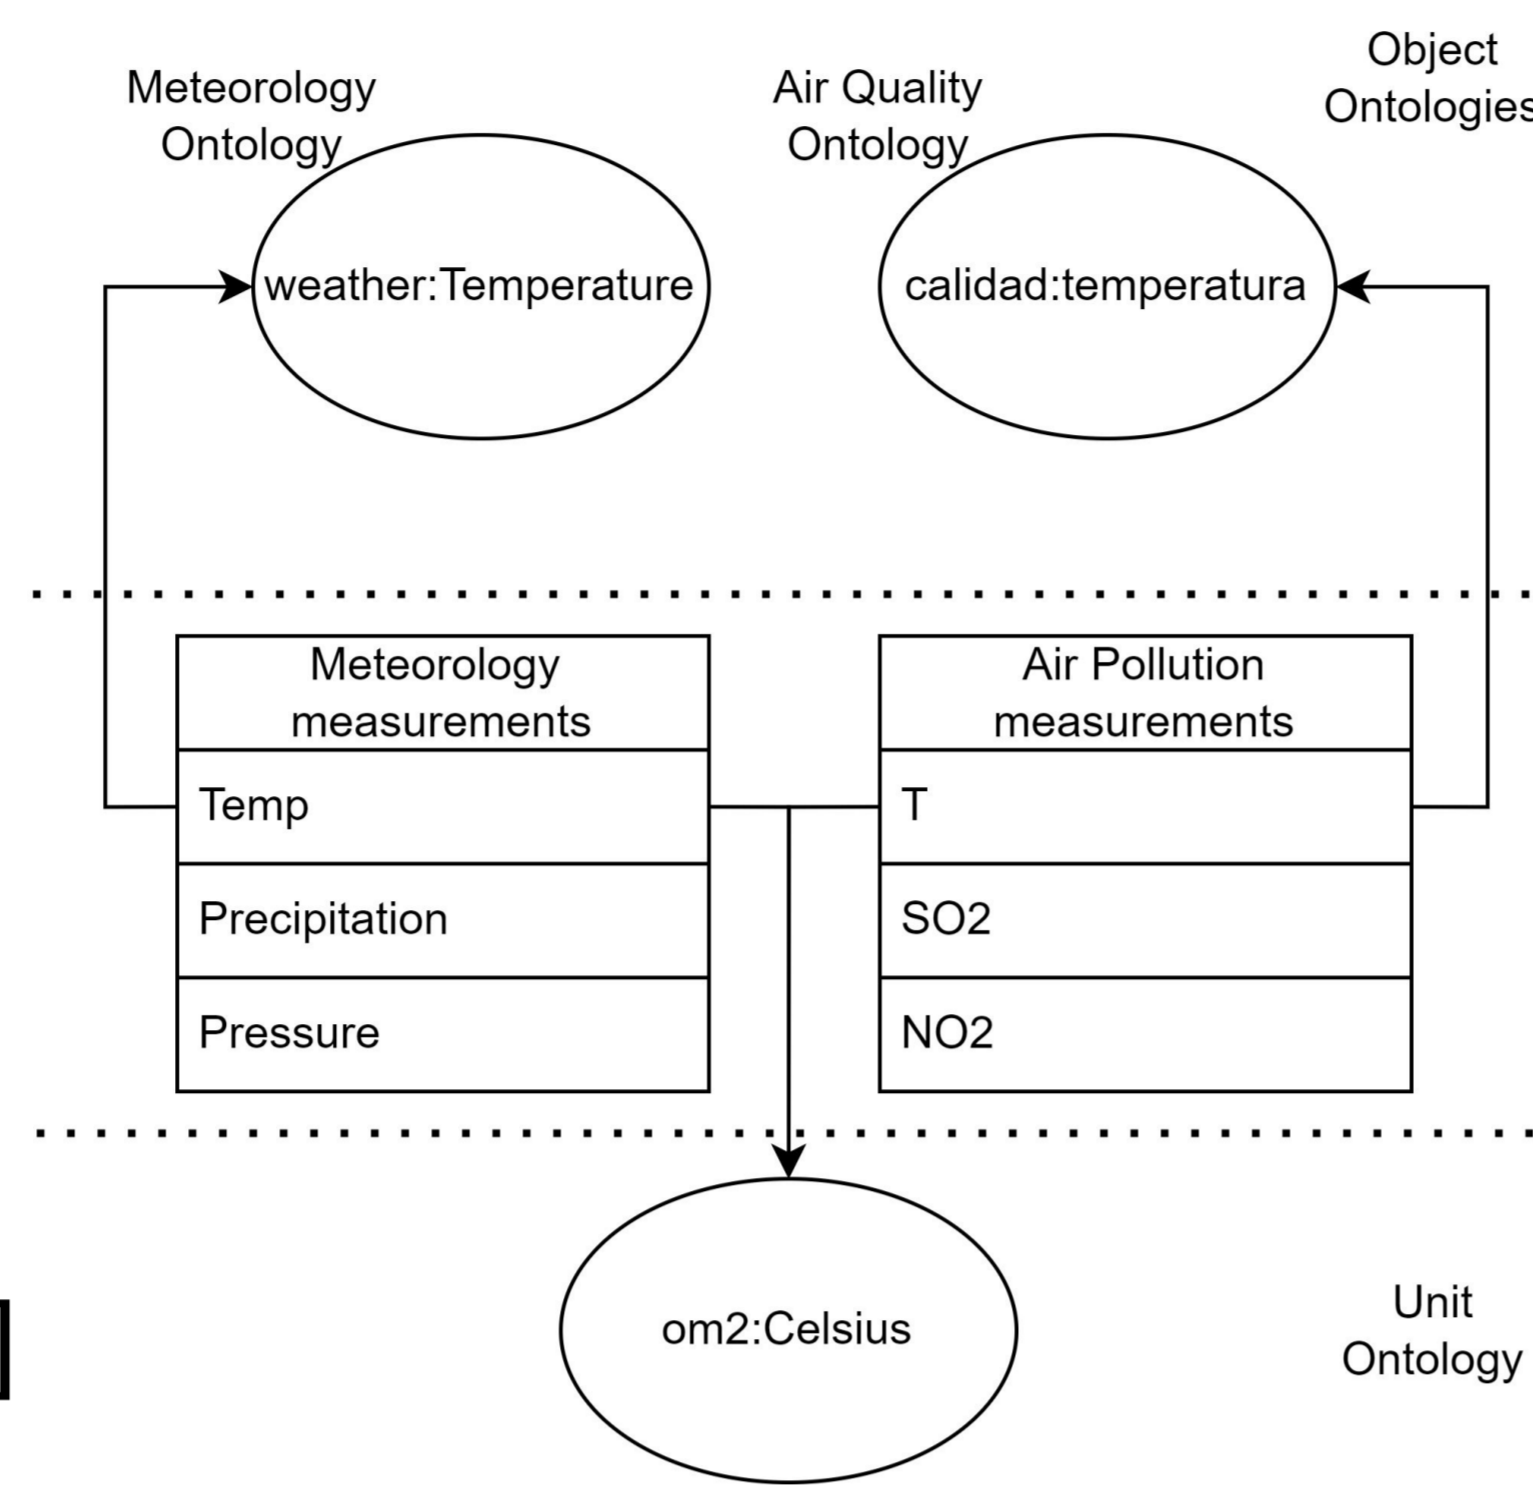 Meteorology
Ontology
Air Quality
Ontology
Object
Ontologies
weather:Temperature
calidad:temperatura
Meteorology
measurements
Temp
Precipitation
Pressure
Air Pollution
measurements
T
SO2
NO2
om2:Celsius
Unit
Ontology